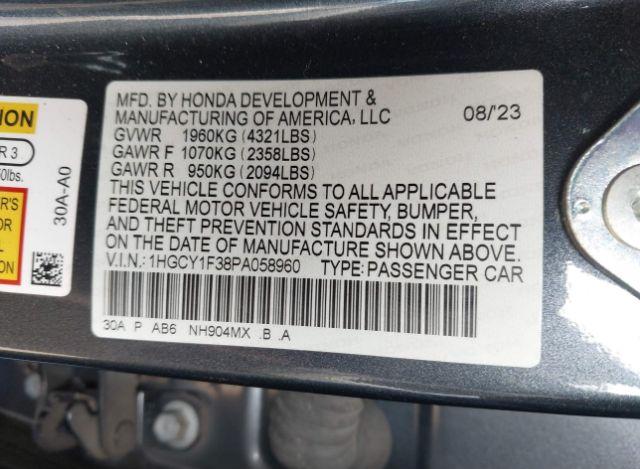 MFD. BY HONDA DEVELOPMENT &
MANUFACTURING OF AMERICA, LLC 08/'23
GVWR 1960KG (4321LBS)
GAWR F 1070KG (2358LBS)
GAWR R 950KG (2094LBS)
THIS VEHICLE CONFORMS TO ALL APPLICABLE
FEDERAL MOTOR VEHICLE SAFETY, BUMPER,
AND THEFT PREVENTION STANDARDS IN EFFECT
ON THE DATE OF MANUFACTURE SHOWN ABOVE.
V.I.N.: 1HGCY1F38PA058960 TYPE: PASSENGER CAR
30A P AB6 NH904MX .B .A
30A-A0